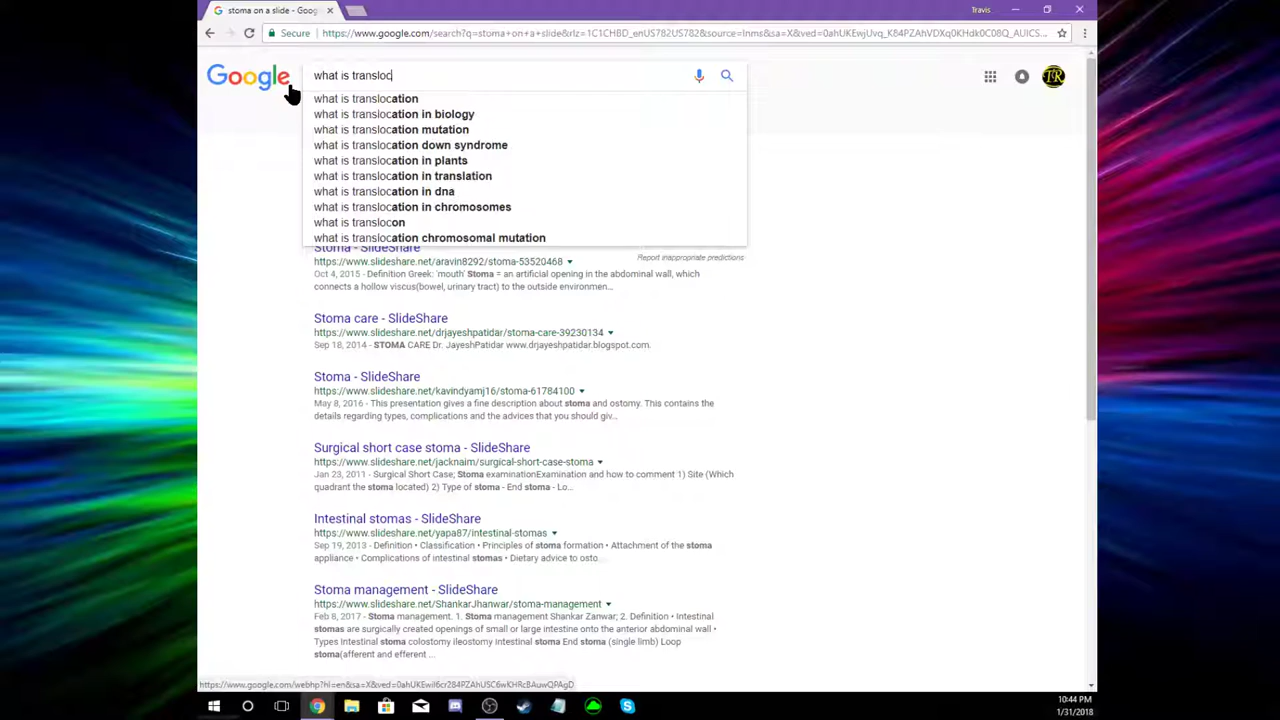 stoma on a slide - Google
Travis
Secure
https://www.google.com/search?q=stoma+on+a+slide&rlz=1C1CHBD_enUS782US782&source=lnms&sa=X&ved=0ahUKEwjUvq_YkM_ZAhUDXq0KHdk0C08Q_AUICS...
Google
what is transloc
TR
what is translocation
what is translocation in biology
what is translocation mutation
what is translocation down syndrome
what is translocation in plants
what is translocation in translation
what is translocation in dna
what is translocation in chromosomes
what is translocon
what is translocation chromosomal mutation
Stoma - SlideShare
Report inappropriate predictions
https://www.slideshare.net/aravin8292/stoma-53520468
Oct 4, 2015 - Definition Greek: 'mouth' Stoma = an artificial opening in the abdominal wall, which
connects a hollow viscus(bowel, urinary tract) to the outside environmen...
Stoma care - SlideShare
https://www.slideshare.net/drjayeshpatidar/stoma-care-39230134
Sep 18, 2014 - STOMA CARE Dr. JayeshPatidar www.drjayeshpatidar.blogspot.com.
Stoma - SlideShare
https://www.slideshare.net/kavindyamj16/stoma-61784100
May 8, 2016 - This presentation gives a fine description about stoma and ostomy. This contains the
details regarding types, complications and the advices that you should giv...
Surgical short case stoma - SlideShare
https://www.slideshare.net/jacknaim/surgical-short-case-stoma
Jan 23, 2011 - Surgical Short Case; Stoma examinationExamination and how to comment 1) Site (Which
quadrant the stoma located) 2) Type of stoma - End stoma - Lo...
Intestinal stomas - SlideShare
https://www.slideshare.net/yapa87/intestinal-stomas
Sep 19, 2013 - Definition • Classification • Principles of stoma formation • Attachment of the stoma
appliance • Complications of intestinal stomas • Dietary advice to osto...
Stoma management - SlideShare
https://www.slideshare.net/ShankarJhanwar/stoma-management
Feb 8, 2017 - Stoma management. 1. Stoma management Shankar Zanwar; 2. Definition • Intestinal
stomas are surgically created openings of small or large intestine onto the anterior abdominal wall •
Types Intestinal stoma colostomy ileostomy Intestinal stoma End stoma (single limb) Loop
stoma(afferent and efferent ...
10:44 PM
1/31/2018